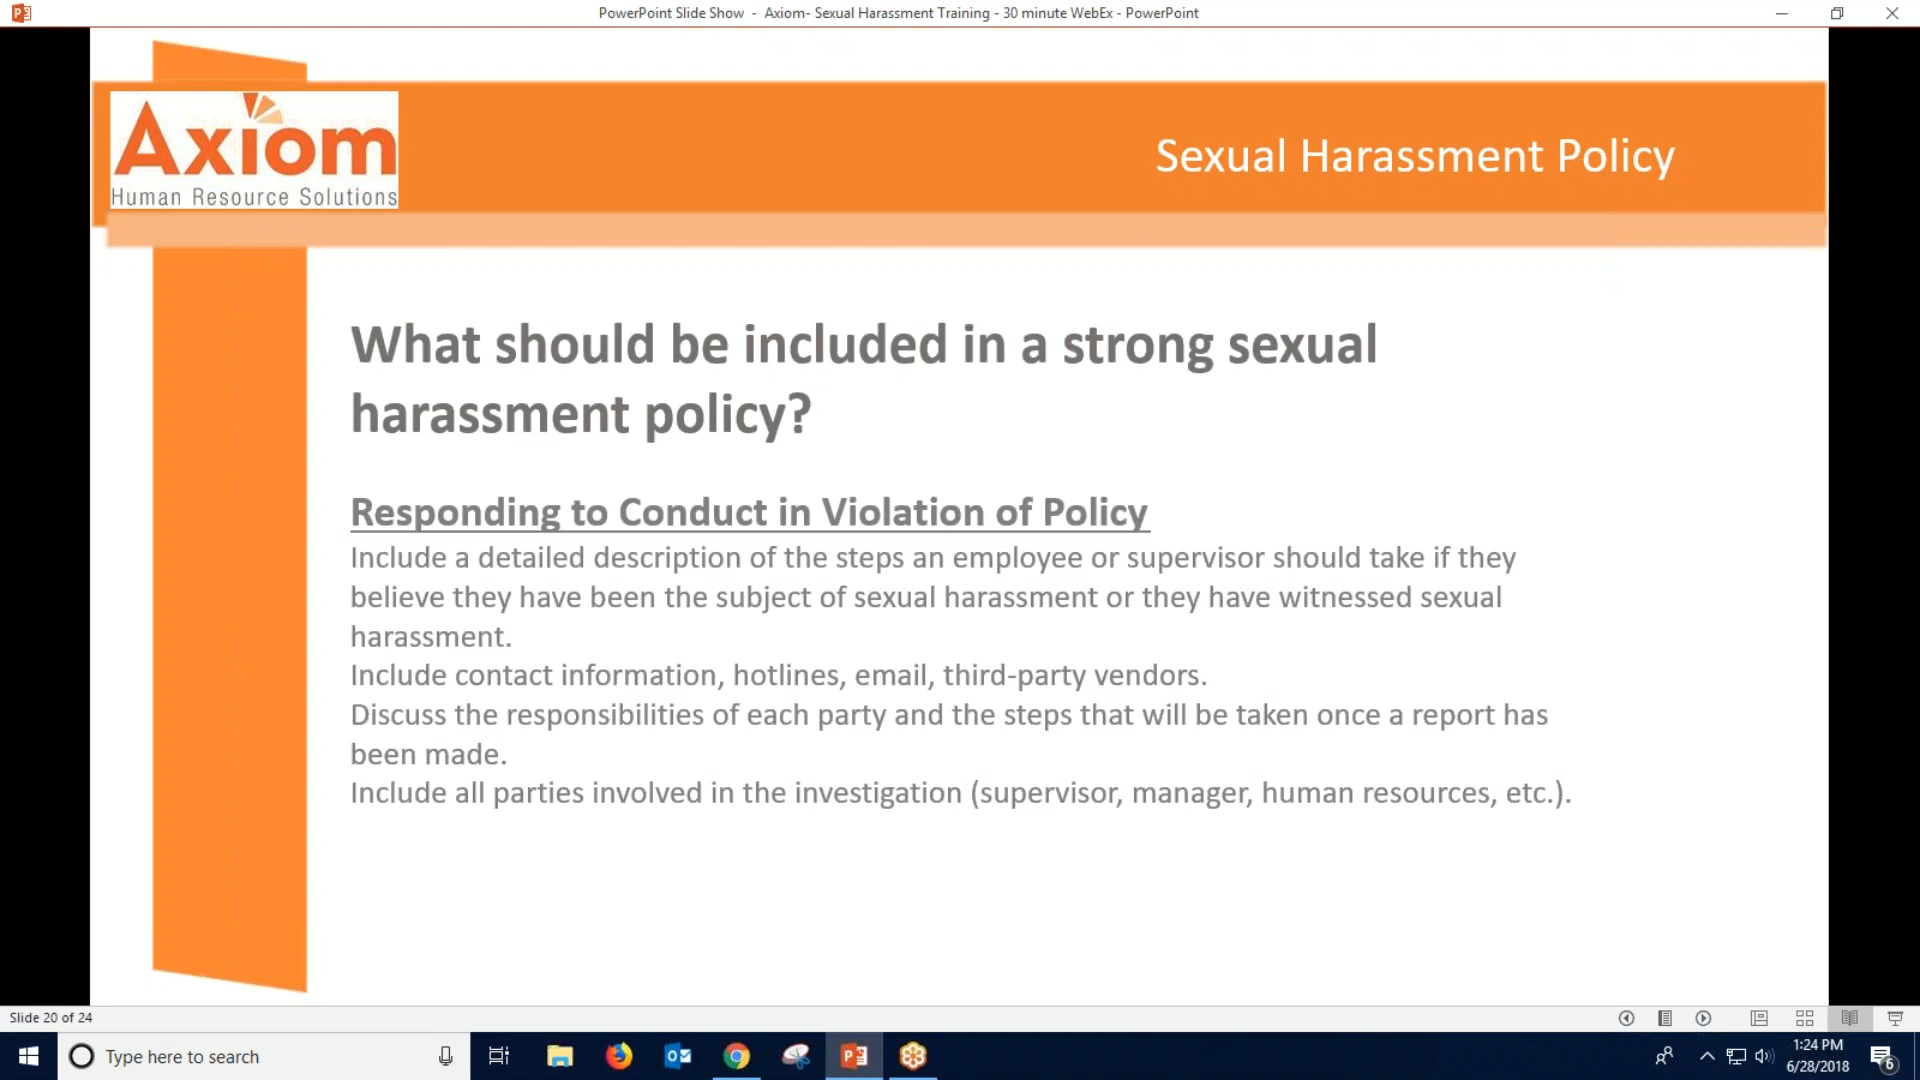 PowerPoint Slide Show - Axiom- Sexual Harassment Training - 30 minute WebEx - PowerPoint
Axiom
Human Resource Solutions
Sexual Harassment Policy
What should be included in a strong sexual
harassment policy?
Responding to Conduct in Violation of Policy
Include a detailed description of the steps an employee or supervisor should take if they
believe they have been the subject of sexual harassment or they have witnessed sexual
harassment.
Include contact information, hotlines, email, third-party vendors.
Discuss the responsibilities of each party and the steps that will be taken once a report has
been made.
Include all parties involved in the investigation (supervisor, manager, human resources, etc.).
Slide 20 of 24
Type here to search
1:24 PM
6/28/2018
6